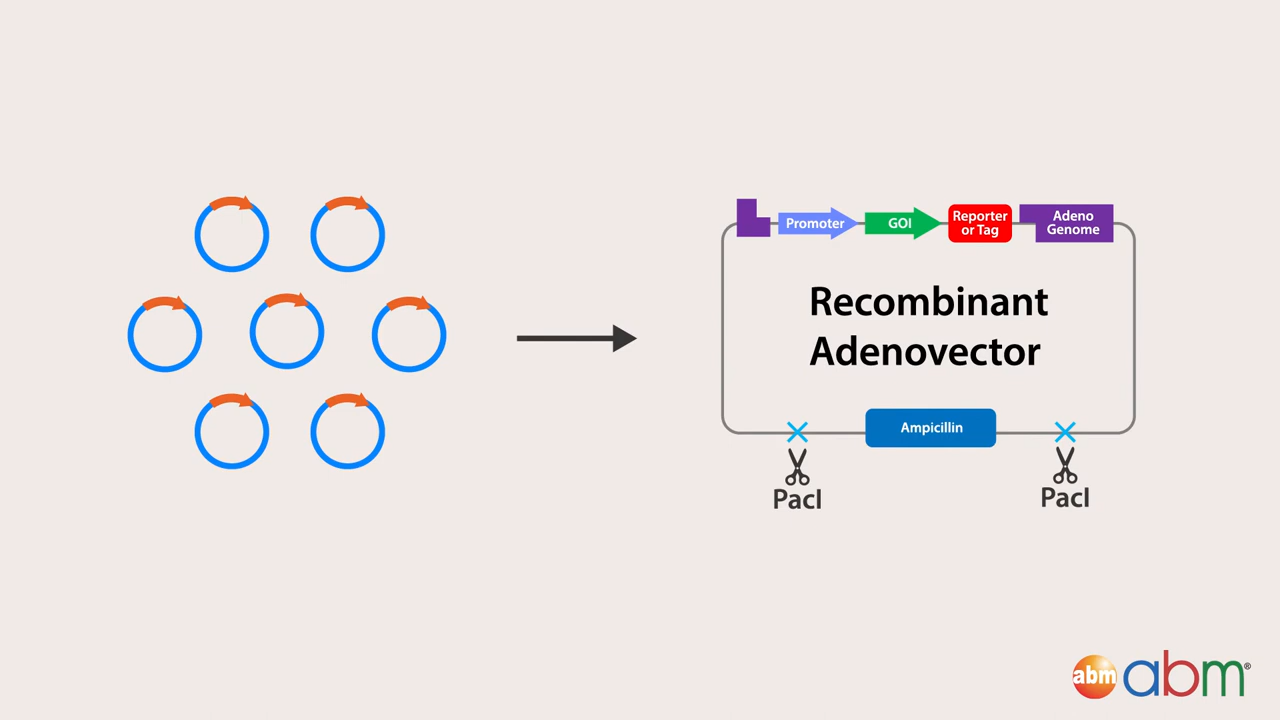 Promoter
GOI
Reporter
or Tag
Adeno
Genome
Recombinant
Adenovector
Ampicillin
PacI
PacI
abm
abm®